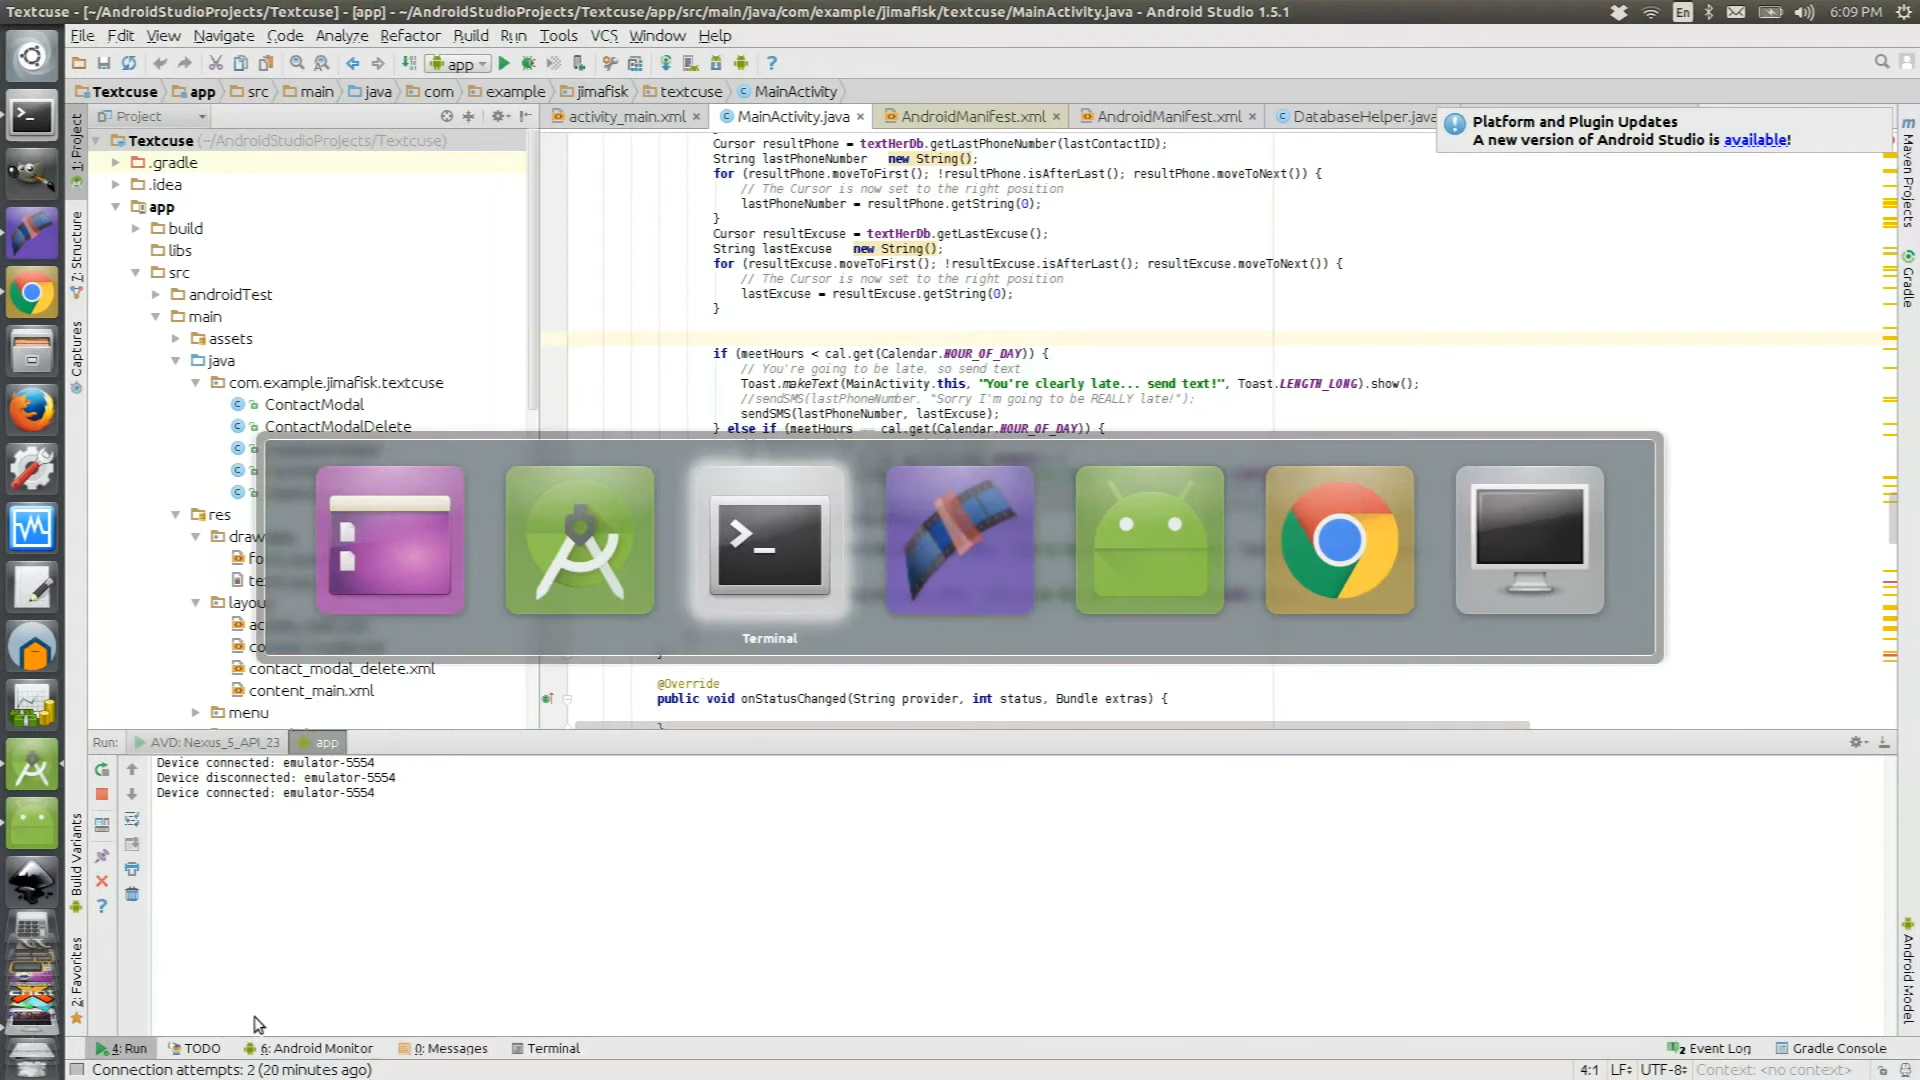 Textcuse - [~/AndroidStudioProjects/Textcuse] - [app] - ~/AndroidStudioProjects/Textcuse/app/src/main/java/com/example/jimafisk/textcuse/MainActivity.java - Android Studio 1.5.1
En
6:09 PM
File Edit View Navigate Code Analyze Refactor Build Run Tools VCS Window Help
app
Textcuse app src main java com example jimafisk textcuse MainActivity
Project
activity_main.xml
MainActivity.java
AndroidManifest.xml
AndroidManifest.xml
DatabaseHelper.java
Platform and Plugin Updates
A new version of Android Studio is available!
1: Project
7: Structure
Captures
Build Variants
2: Favorites
Maven Projects
Gradle
Android Model
Textcuse (~/AndroidStudioProjects/Textcuse)
.gradle
.idea
app
build
libs
src
androidTest
main
assets
java
com.example.jimafisk.textcuse
ContactModal
ContactModalDelete
res
contact_modal_delete.xml
content_main.xml
menu
Cursor resultPhone = textHerDb.getLastPhoneNumber(lastContactID);
String lastPhoneNumber new String();
for (resultPhone.moveToFirst(); !resultPhone.isAfterLast(); resultPhone.moveToNext()) {
// The Cursor is now set to the right position
lastPhoneNumber = resultPhone.getString(0);
}
Cursor resultExcuse = textHerDb.getLastExcuse();
String lastExcuse new String();
for (resultExcuse.moveToFirst(); !resultExcuse.isAfterLast(); resultExcuse.moveToNext()) {
// The Cursor is now set to the right position
lastExcuse = resultExcuse.getString(0);
}
if (meetHours < cal.get(Calendar.HOUR_OF_DAY)) {
// You're going to be late, so send text
Toast.makeText(MainActivity.this, "You're clearly late... send text!", Toast.LENGTH_LONG).show();
//sendSMS(lastPhoneNumber, "Sorry I'm going to be REALLY late!");
sendSMS(lastPhoneNumber, lastExcuse);
} else if (meetHours == cal.get(Calendar.HOUR_OF_DAY)) {
Terminal
@Override
public void onStatusChanged(String provider, int status, Bundle extras) {
Run: AVD: Nexus_5_API_23 app
Device connected: emulator-5554
Device disconnected: emulator-5554
Device connected: emulator-5554
4: Run TODO 6: Android Monitor 0: Messages Terminal
2 Event Log Gradle Console
Connection attempts: 2 (20 minutes ago)
4:1 LF UTF-8 Context: <no context>